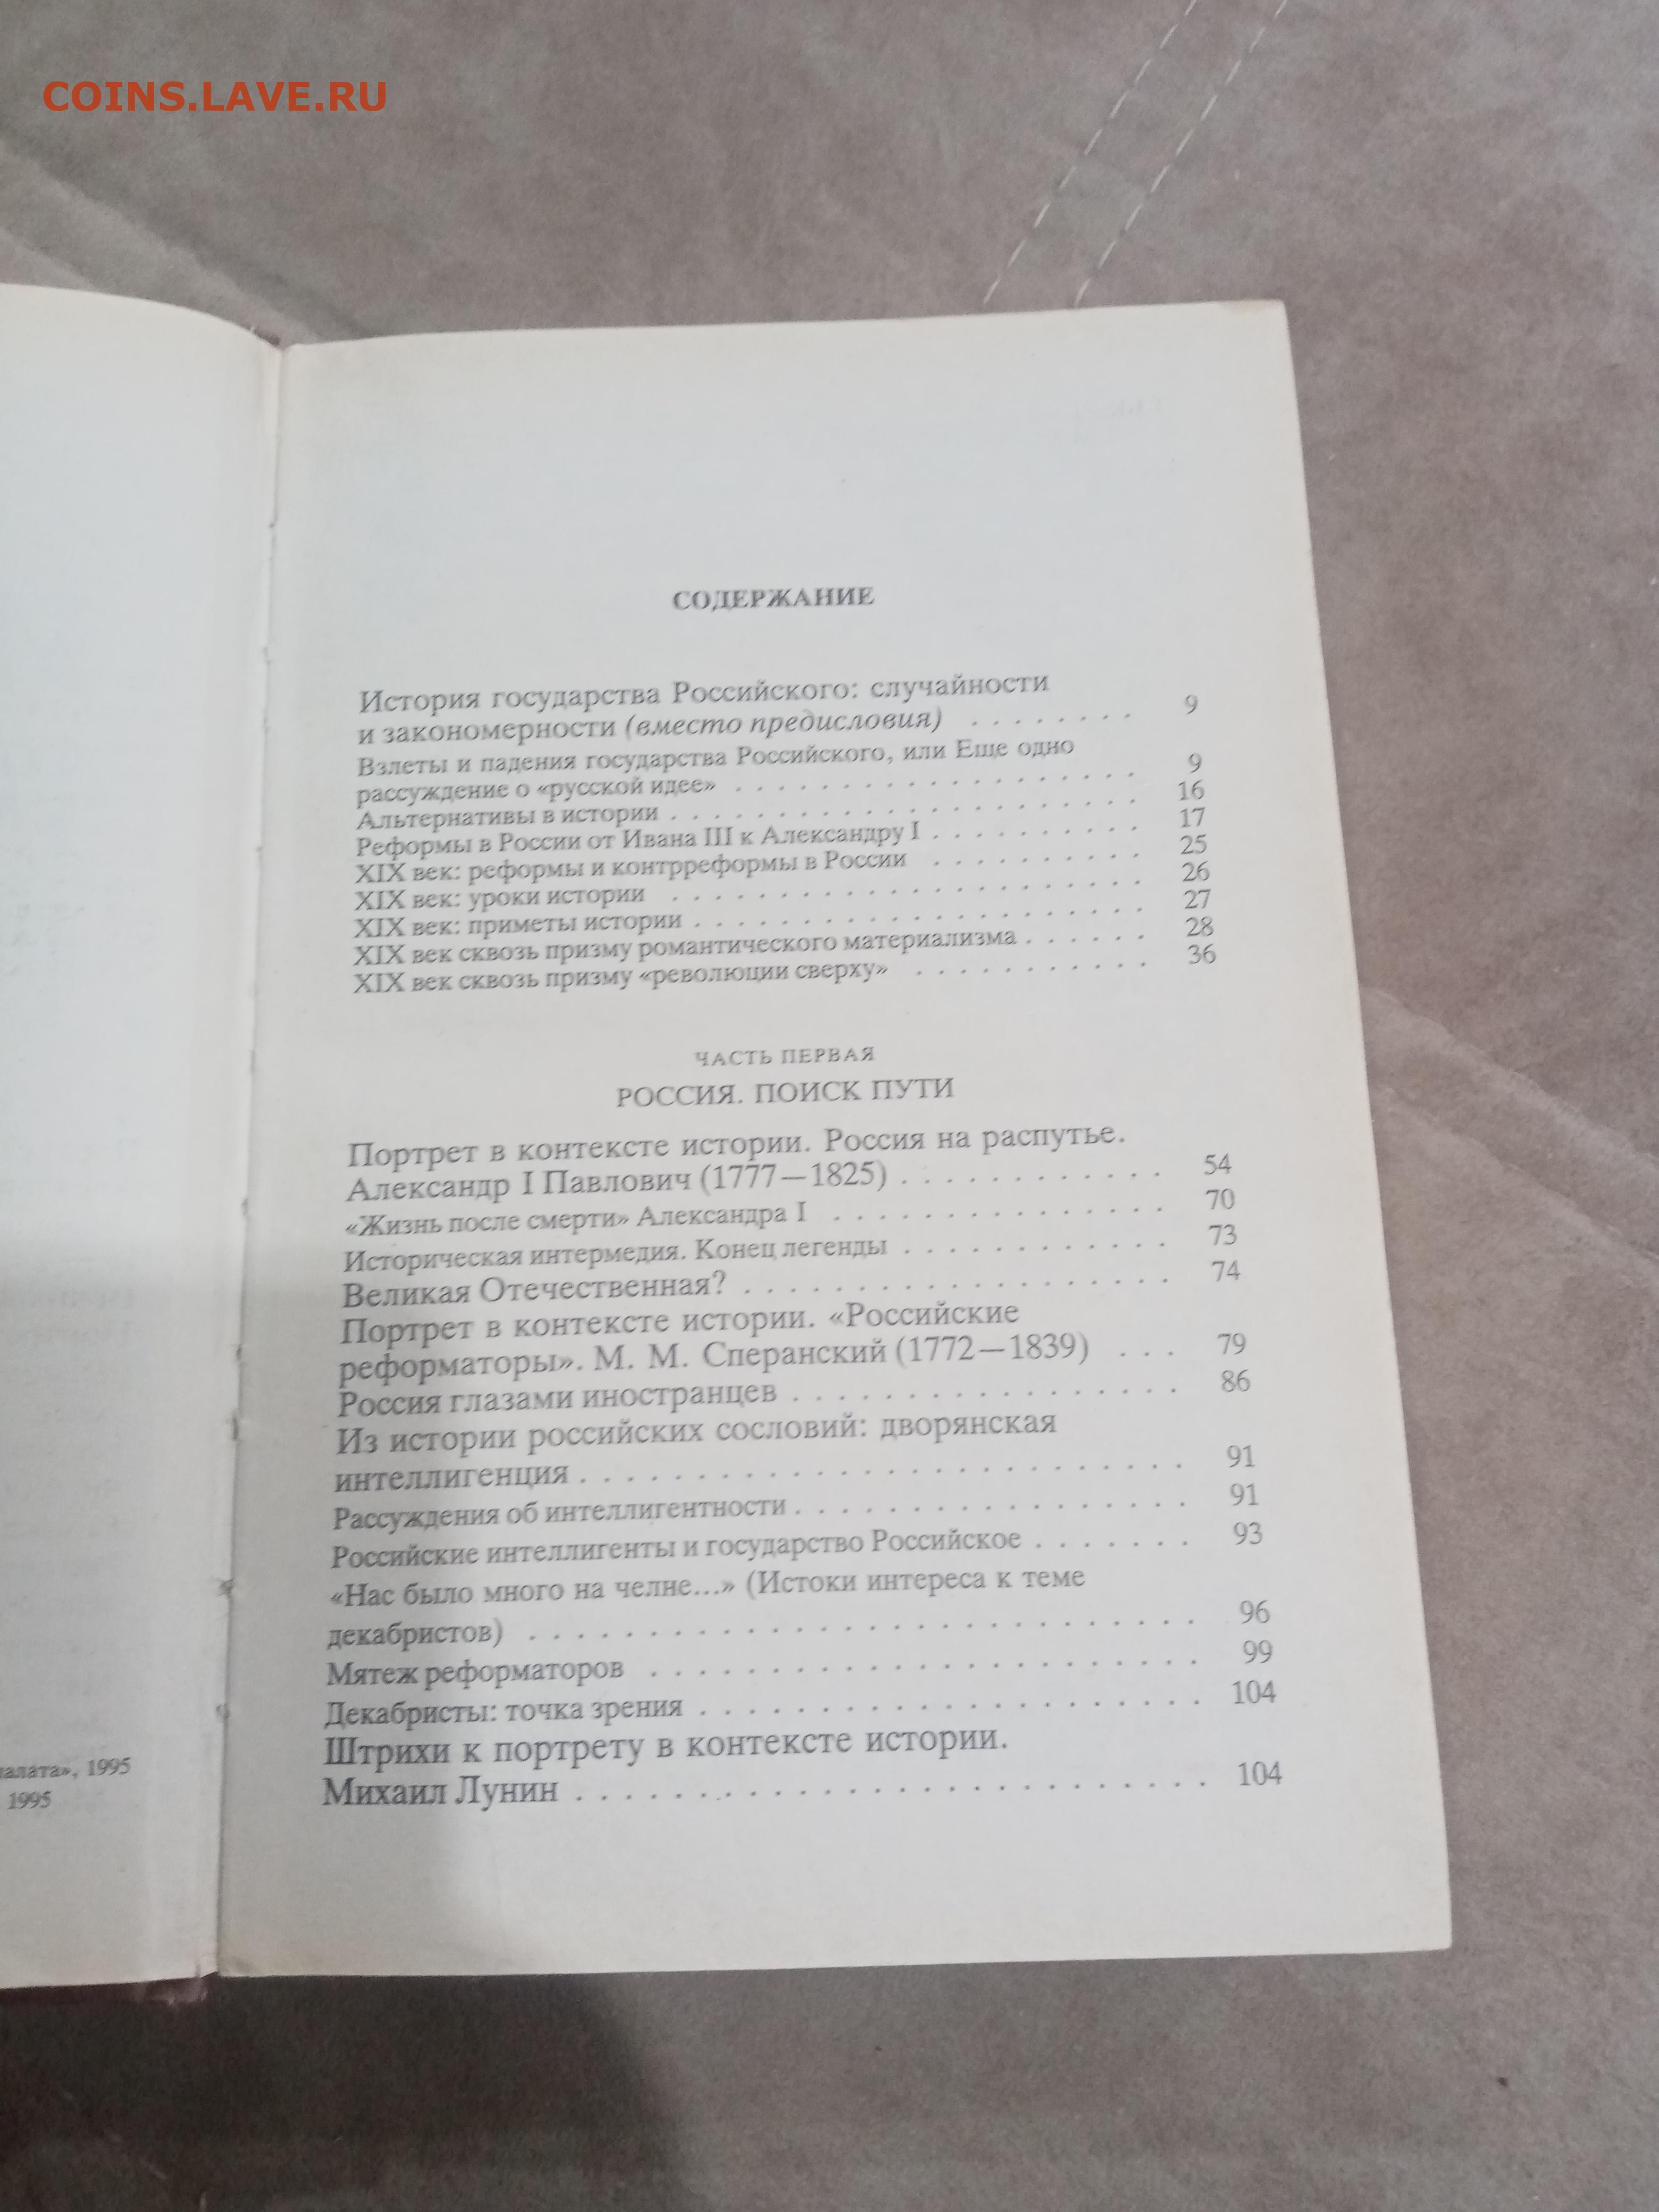 COINS.LAVE.RU
СОДЕРЖАНИЕ
История государства Российского: случайности
и закономерности (вместо предисловия) . . . . . . . . 9
Взлеты и падения государства Российского, или Еще одно
рассуждение о «русской идее» . . . . . . . . . . . . . . . . 9
Альтернативы в истории . . . . . . . . . . . . . . . . . . 16
Реформы в России от Ивана III к Александру I . . . . . . . . 17
XIX век: реформы и контрреформы в России . . . . . . . . 25
XIX век: уроки истории . . . . . . . . . . . . . . . . . . 26
XIX век: приметы истории . . . . . . . . . . . . . . . . . 27
XIX век сквозь призму романтического материализма . . . . . 28
XIX век сквозь призму «революции сверху» . . . . . . . . . 36
ЧАСТЬ ПЕРВАЯ
РОССИЯ. ПОИСК ПУТИ
Портрет в контексте истории. Россия на распутье.
Александр I Павлович (1777—1825) . . . . . . . . . . . 54
«Жизнь после смерти» Александра I . . . . . . . . . . . . . 70
Историческая интермедия. Конец легенды . . . . . . . . . . 73
Великая Отечественная? . . . . . . . . . . . . . . . . . 74
Портрет в контексте истории. «Российские
реформаторы». М. М. Сперанский (1772—1839) . . . 79
Россия глазами иностранцев . . . . . . . . . . . . . . . 86
Из истории российских сословий: дворянская
интеллигенция . . . . . . . . . . . . . . . . . . . . . . 91
Рассуждения об интеллигентности . . . . . . . . . . . . . . 91
Российские интеллигенты и государство Российское . . . . . . . 93
«Нас было много на челне...» (Истоки интереса к теме
декабристов) . . . . . . . . . . . . . . . . . . . . . . . 96
Мятеж реформаторов . . . . . . . . . . . . . . . . . . . 99
Декабристы: точка зрения . . . . . . . . . . . . . . . . . 104
Штрихи к портрету в контексте истории.
Михаил Лунин . . . . . . . . . . . . . . . . . . . . . . 104
палата», 1995
1995